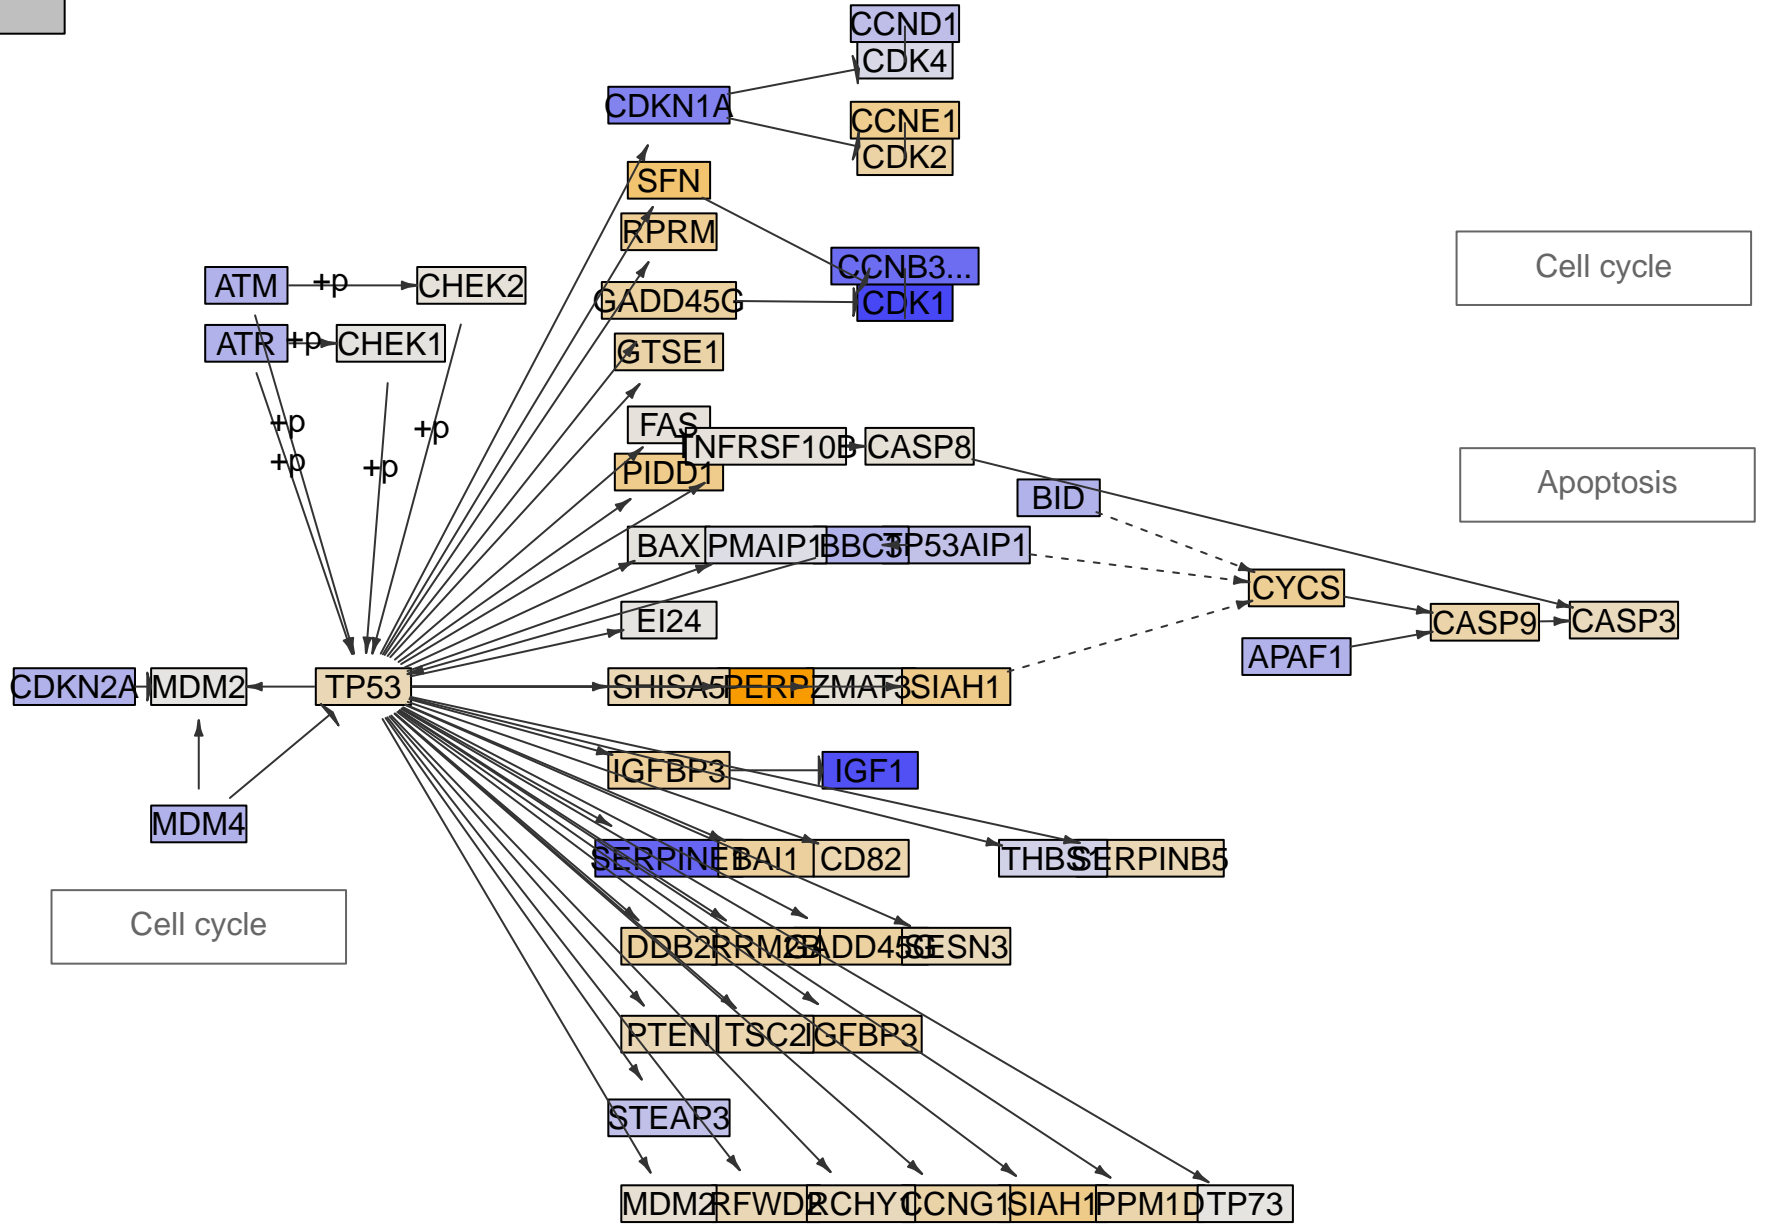 CCND1
CDK4
CDKN1A
CCNE1
CDK2
SFN
RPRM
Cell cycle
CCNB3...
ATM +p CHEK2
GADD45G CDK1
ATR +p CHEK1
GTSE1
+p
+p
FAS
TNFRSF10B CASP8
+p
+p
PIDD1
Apoptosis
BID
BAX PMAIP1 BBC3 TP53AIP1
CYCS
EI24
CASP9 CASP3
APAF1
CDKN2A MDM2 TP53 SHISA5 PERP ZMAT3 SIAH1
IGFBP3 IGF1
MDM4
SERPINE1 BAI1 CD82 THBS1 SERPINB5
Cell cycle
DDB2 RRM2B GADD45G SESN3
PTEN TSC2 IGFBP3
STEAP3
MDM2 RFWD2 RCHY1 CCNG1 SIAH1 PPM1D TP73